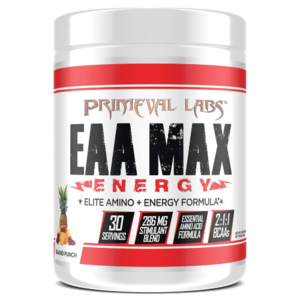 PRIMEVAL LABS™
EAA MAX
ENERGY
+ ELITE AMINO + ENERGY FORMULA*
30
SERVINGS
286 MG
STIMULANT
BLEND
ESSENTIAL
AMINO ACID
FORMULA
2:1:1
BCAAs
ISLAND PUNCH